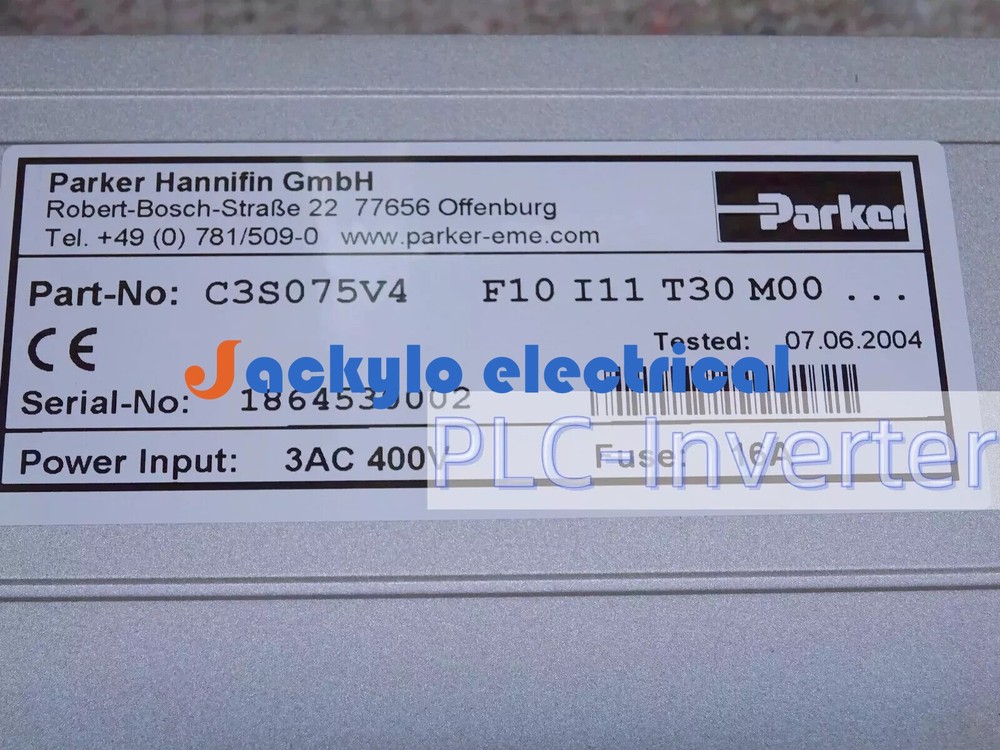 Parker Hannifin GmbH
Robert-Bosch-Straße 22 77656 Offenburg
Tel. +49 (0) 781/509-0 www.parker-eme.com
Parker
Part-No: C3S075V4 F10 I11 T30 M00 ...
CE Tested: 07.06.2004
Jackylo electrical
Serial-No:
PLC-Inverter
Power Input: 3AC 400V Fuse: 16A